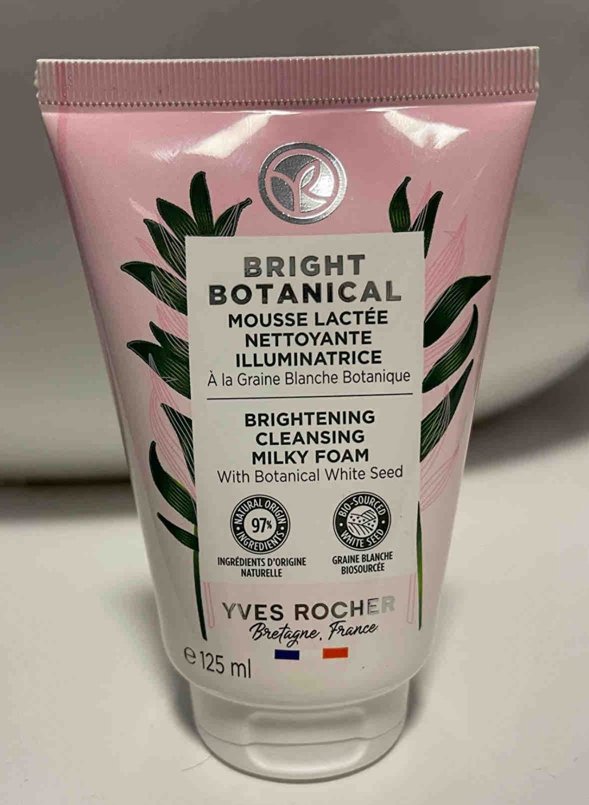 BRIGHT
BOTANICAL
MOUSSE LACTÉE
NETTOYANTE
ILLUMINATRICE
À la Graine Blanche Botanique
BRIGHTENING
CLEANSING
MILKY FOAM
With Botanical White Seed
NATURAL ORIGIN
97%
INGREDIENTS
BIO-SOURCED
WHITE SEED
INGRÉDIENTS D'ORIGINE
NATURELLE
GRAINE BLANCHE
BIOSOURCÉE
YVES ROCHER
Bretagne, France
℮ 125 ml